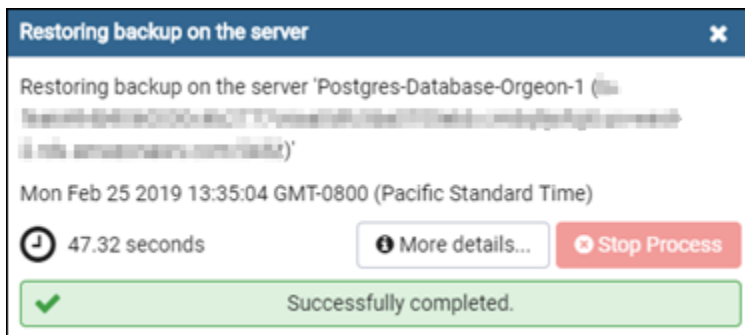 Restoring backup on the server
Restoring backup on the server 'Postgres-Database-Orgeon-1 (
)'
Mon Feb 25 2019 13:35:04 GMT-0800 (Pacific Standard Time)
47.32 seconds
More details...
Stop Process
Successfully completed.